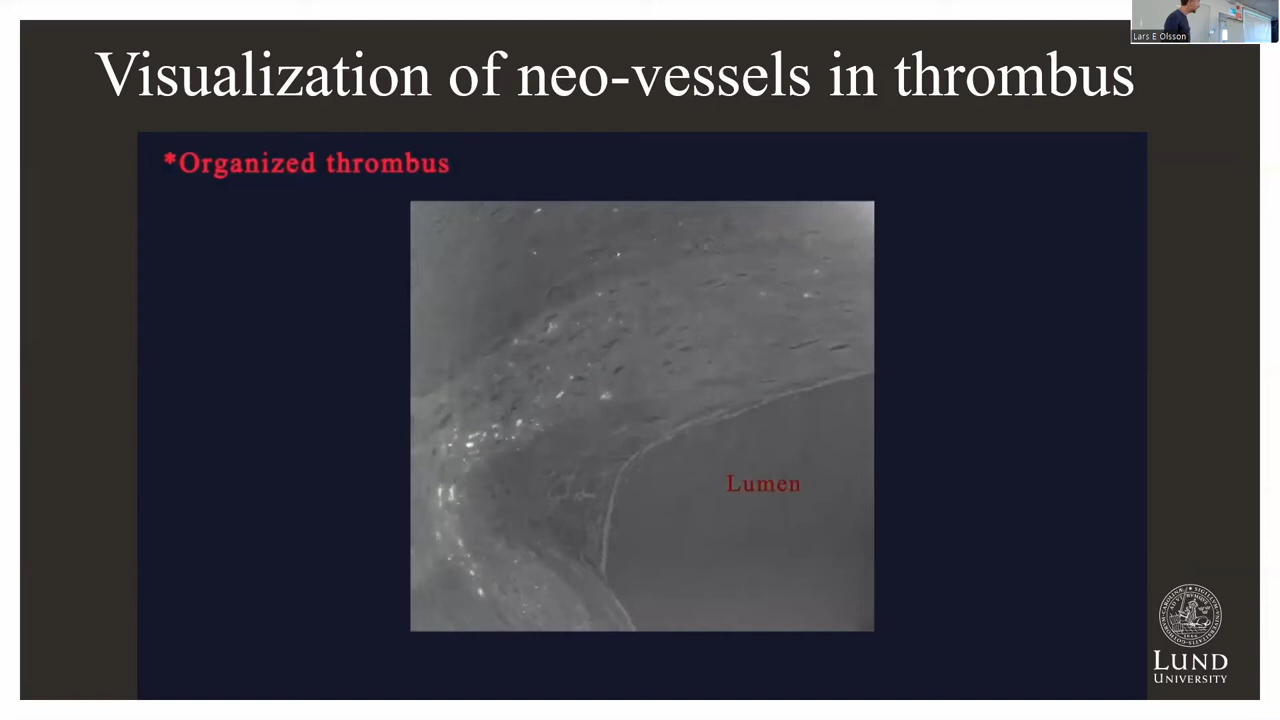 Lars E Olsson
Visualization of neo-vessels in thrombus
*Organized thrombus
Lumen
LUND
UNIVERSITY